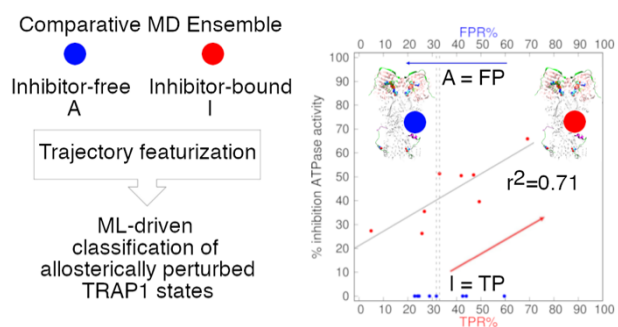 Comparative MD Ensemble
Inhibitor-free
A
Inhibitor-bound
I
Trajectory featurization
ML-driven
classification of
allosterically perturbed
TRAP1 states
FPR%
0 10 20 30 40 50 60 70 80 90 100
A = FP
% inhibition ATPase activity
100
90
80
70
60
50
40
30
20
10
0
r2=0.71
I = TP
0 10 20 30 40 50 60 70 80 90 100
TPR%